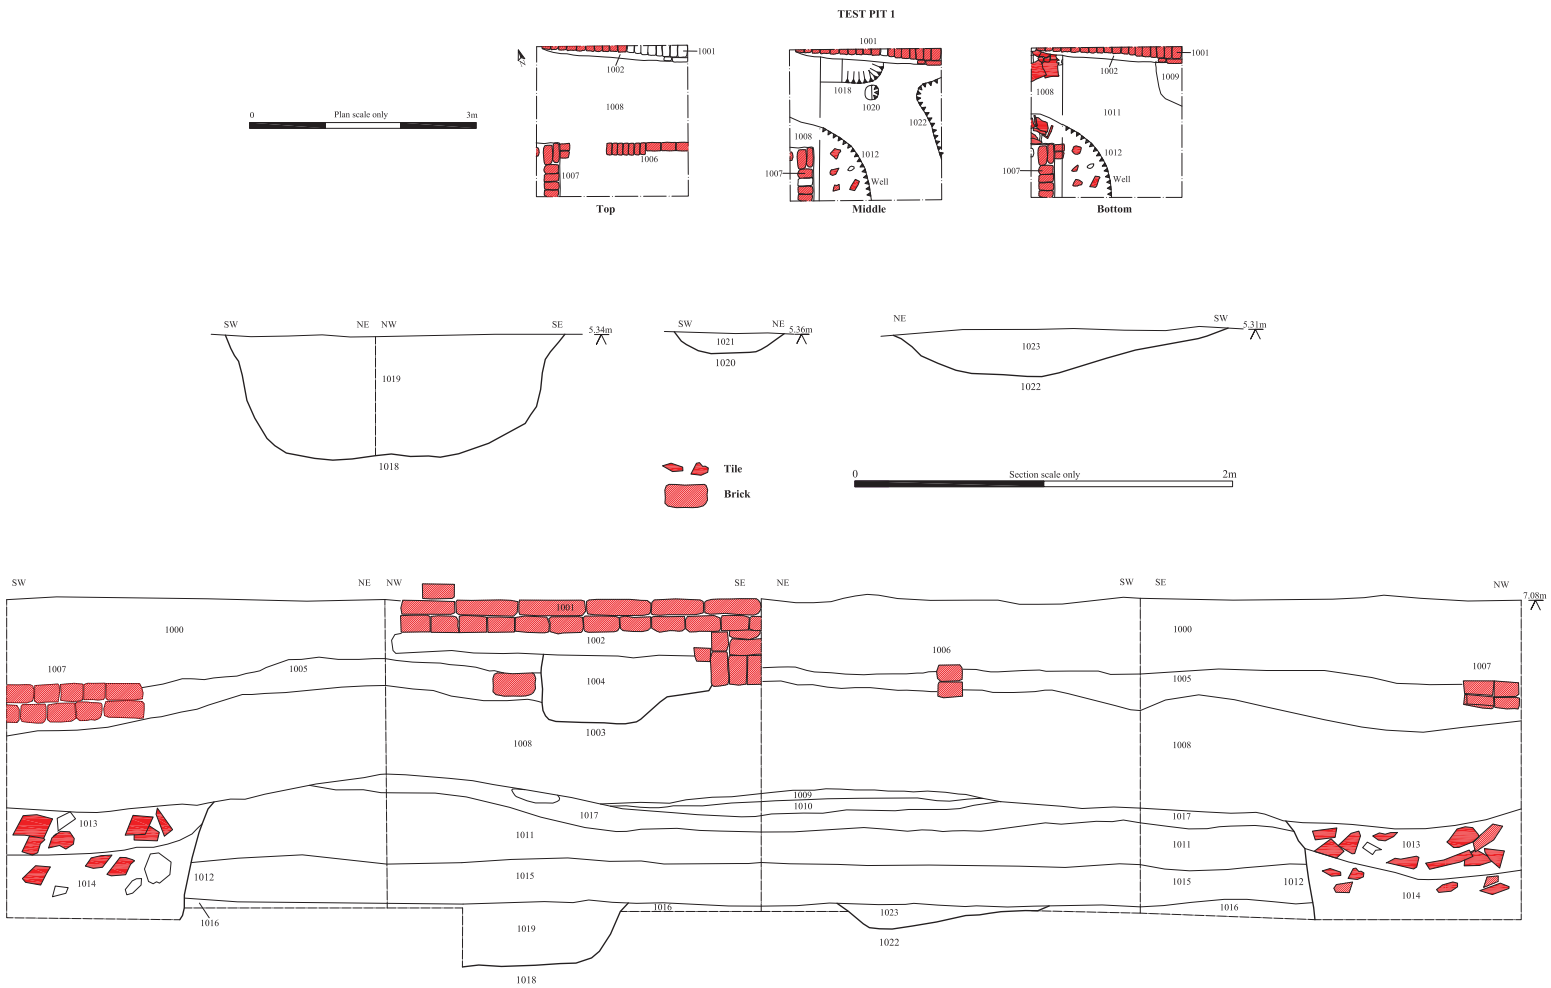 TEST PIT 1
0 Plan scale only 3m
1001
1002
1008
1006
1007
Top
1001
1018
1020
1022
1008
1012
1007
Well
Middle
1001
1002
1009
1008
1011
1012
1007
Well
Bottom
SW NE NW SE 5.34m
1019
1018
SW NE 5.36m
1021
1020
NE SW 5.31m
1023
1022
Tile
Brick
0 Section scale only 2m
SW NE NW SE NE SW SE NW
7.08m
1000 1001 1000
1002
1007 1005 1006 1007
1004 1005
1003
1008 1008
1009
1010
1017 1017
1013 1011 1011 1013
1014 1012 1015 1015 1012 1014
1016 1016 1023 1016
1019 1022
1018